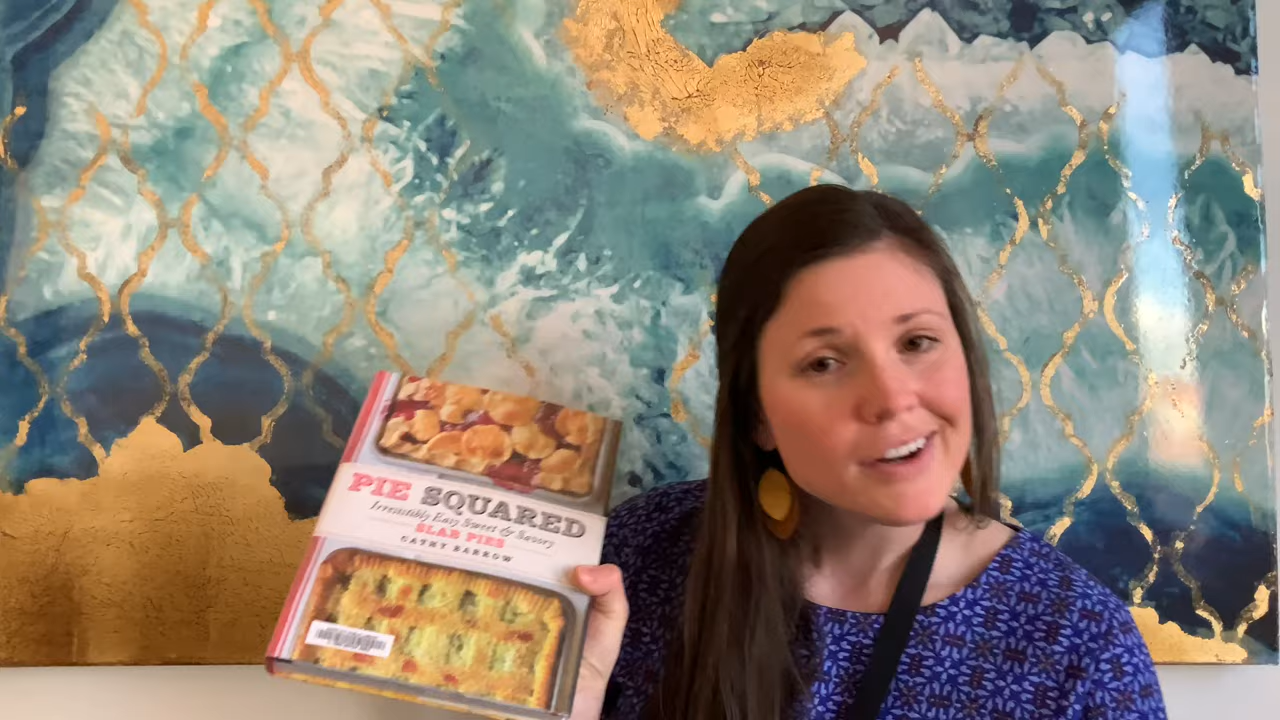 PIE SQUARED
Irresistibly Easy Sweet & Savory
SLAB PIES
CATHY BARROW